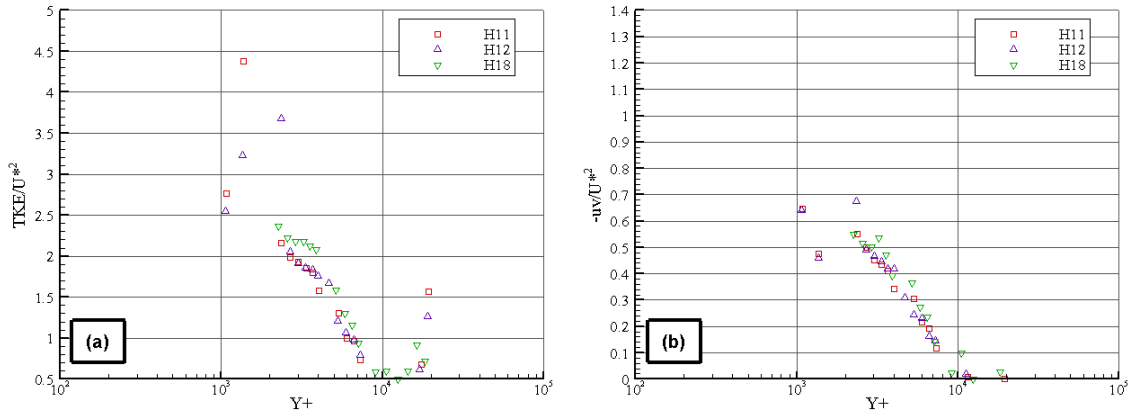 5
4.5
4
3.5
3
2.5
2
1.5
1
0.5
TKE/U*²
10² 10³ 10⁴ 10⁵
Y+
H11
H12
H18
(a)
1.4
1.3
1.2
1.1
1
0.9
0.8
0.7
0.6
0.5
0.4
0.3
0.2
0.1
0
-uv/U*²
10² 10³ 10⁴ 10⁵
Y+
H11
H12
H18
(b)